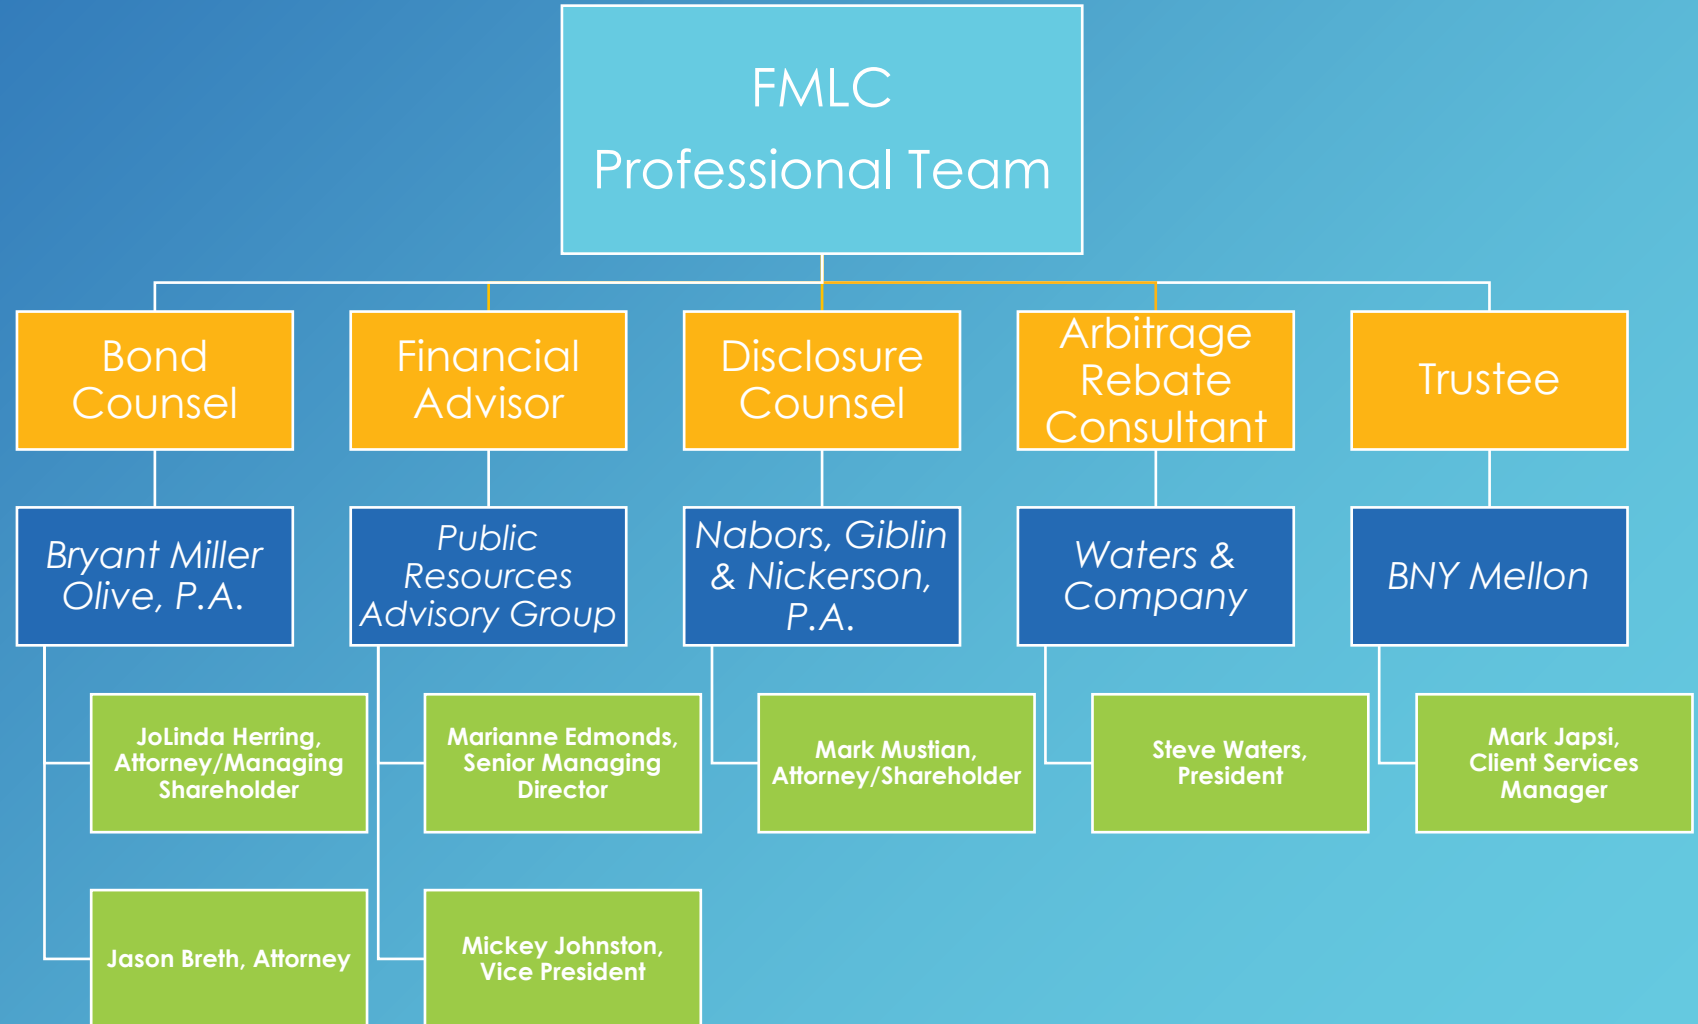 FMLC
Professional Team
Bond
Counsel
Financial
Advisor
Disclosure
Counsel
Arbitrage
Rebate
Consultant
Trustee
Bryant Miller
Olive, P.A.
Public
Resources
Advisory Group
Nabors, Giblin
& Nickerson,
P.A.
Waters &
Company
BNY Mellon
JoLinda Herring,
Attorney/Managing
Shareholder
Marianne Edmonds,
Senior Managing
Director
Mark Mustian,
Attorney/Shareholder
Steve Waters,
President
Mark Japsi,
Client Services
Manager
Jason Breth, Attorney
Mickey Johnston,
Vice President